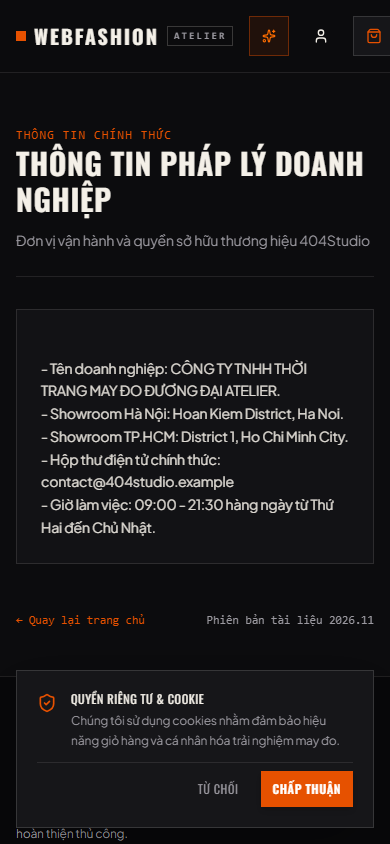 WEBFASHION ATELIER
THÔNG TIN CHÍNH THỨC
THÔNG TIN PHÁP LÝ DOANH
NGHIỆP
Đơn vị vận hành và quyền sở hữu thương hiệu 404Studio
- Tên doanh nghiệp: CÔNG TY TNHH THỜI
TRANG MAY ĐO ĐƯƠNG ĐẠI ATELIER.
- Showroom Hà Nội: Hoan Kiem District, Ha Noi.
- Showroom TP.HCM: District 1, Ho Chi Minh City.
- Hộp thư điện tử chính thức:
contact@404studio.example
- Giờ làm việc: 09:00 - 21:30 hàng ngày từ Thứ
Hai đến Chủ Nhật.
← Quay lại trang chủ Phiên bản tài liệu 2026.11
QUYỀN RIÊNG TƯ & COOKIE
Chúng tôi sử dụng cookies nhằm đảm bảo hiệu
năng giỏ hàng và cá nhân hóa trải nghiệm may đo.
TỪ CHỐI CHẤP THUẬN
hoàn thiện thủ công.